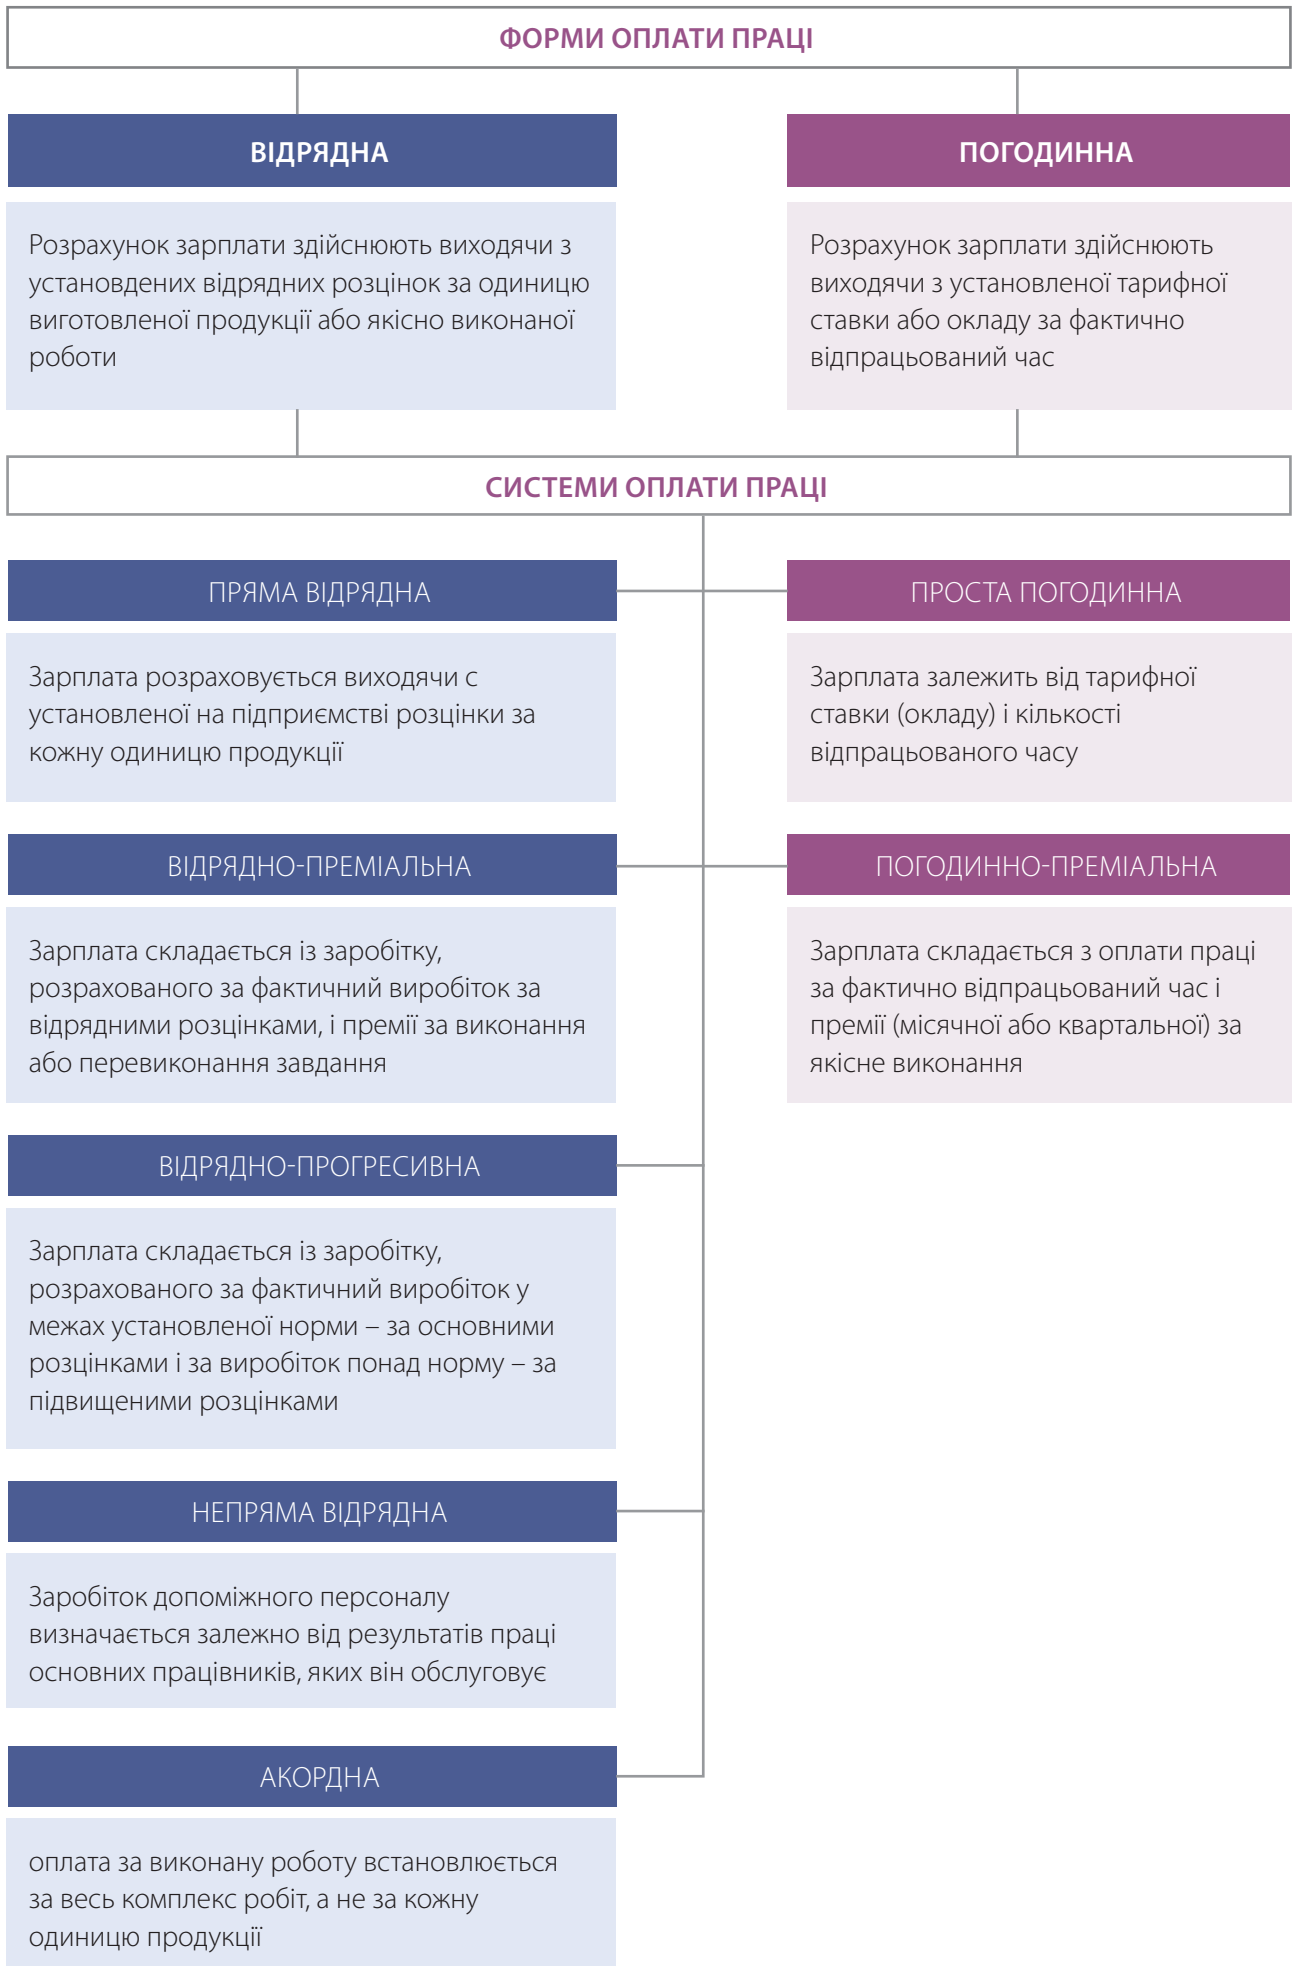 ФОРМИ ОПЛАТИ ПРАЦІ
ВІДРЯДНА
Розрахунок зарплати здійснюють виходячи з
установдених відрядних розцінок за одиницю
виготовленої продукції або якісно виконаної
роботи
ПОГОДИННА
Розрахунок зарплати здійснюють
виходячи з установленої тарифної
ставки або окладу за фактично
відпрацьований час
СИСТЕМИ ОПЛАТИ ПРАЦІ
ПРЯМА ВІДРЯДНА
Зарплата розраховується виходячи с
установленої на підприємстві розцінки за
кожну одиницю продукції
ПРОСТА ПОГОДИННА
Зарплата залежить від тарифної
ставки (окладу) і кількості
відпрацьованого часу
ВІДРЯДНО-ПРЕМІАЛЬНА
Зарплата складається із заробітку,
розрахованого за фактичний виробіток за
відрядними розцінками, і премії за виконання
або перевиконання завдання
ПОГОДИННО-ПРЕМІАЛЬНА
Зарплата складається з оплати праці
за фактично відпрацьований час і
премії (місячної або квартальної) за
якісне виконання
ВІДРЯДНО-ПРОГРЕСИВНА
Зарплата складається із заробітку,
розрахованого за фактичний виробіток у
межах установленої норми – за основними
розцінками і за виробіток понад норму – за
підвищеними розцінками
НЕПРЯМА ВІДРЯДНА
Заробіток допоміжного персоналу
визначається залежно від результатів праці
основних працівників, яких він обслуговує
АКОРДНА
оплата за виконану роботу встановлюється
за весь комплекс робіт, а не за кожну
одиницю продукції